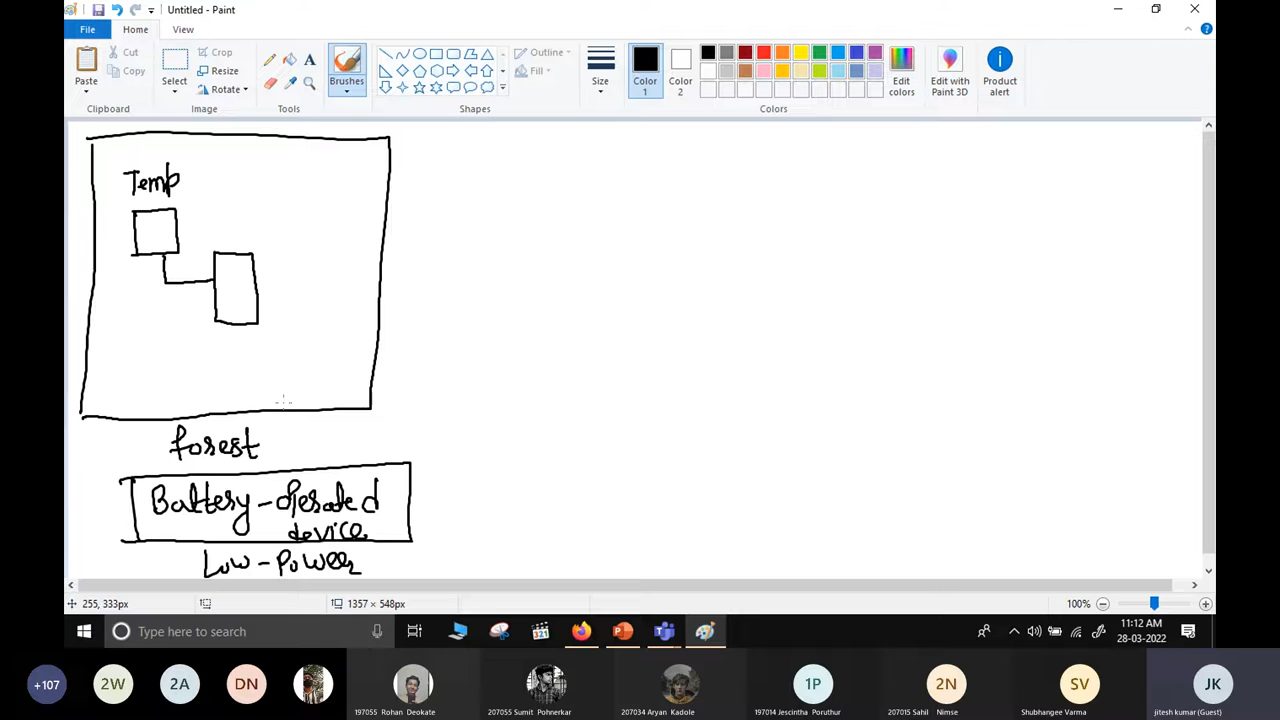 Untitled - Paint
File Home View
Paste
Cut
Copy
Clipboard
Select
Crop
Resize
Rotate
Image
Tools
Brushes
Shapes
Outline
Fill
Size
Color 1
Color 2
Colors
Edit colors
Edit with Paint 3D
Product alert
Temp
forest
Battery-operated
device
Low-Power
255, 333px
1357 × 548px
100%
Type here to search
321
11:12 AM
28-03-2022
+107
2W
2A
DN
1P
2N
SV
JK
197055 Rohan Deokate
207055 Sumit Pohnerkar
207034 Aryan Kadole
197014 Jescintha Poruthur
207015 Sahil Nimse
Shubhangee Varma
jitesh kumar (Guest)